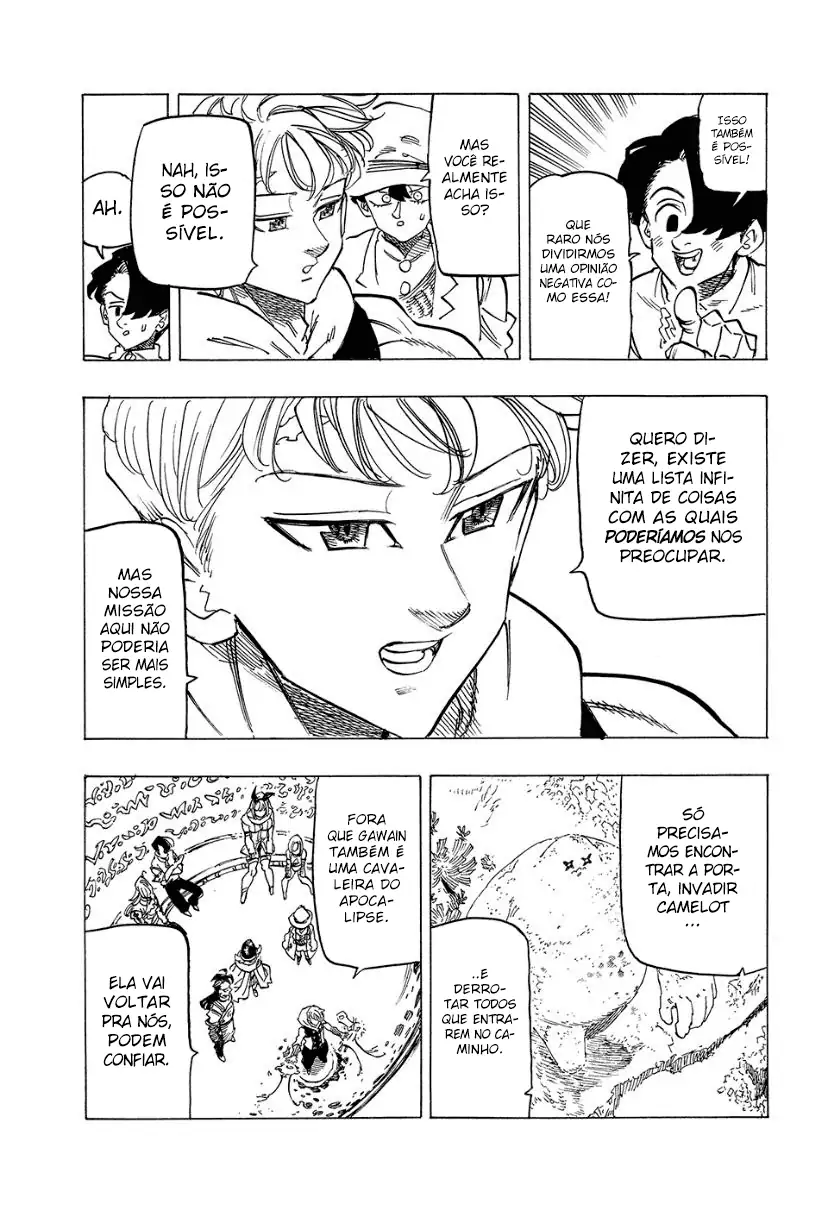 ISSO
TAMBÉM
É POS-
SÍVEL!
QUE
RARO NÓS
DIVIDIRMOS
UMA OPINIÃO
NEGATIVA CO-
MO ESSA!
MAS
VOCÊ RE-
ALMENTE
ACHA IS-
SO?
NAH, IS-
SO NÃO
É POS-
SÍVEL.
AH.
QUERO DI-
ZER, EXISTE
UMA LISTA INFI-
NITA DE COISAS
COM AS QUAIS
PODERÍAMOS NOS
PREOCUPAR.
MAS
NOSSA
MISSÃO
AQUI NÃO
PODERIA
SER MAIS
SIMPLES.
SÓ
PRECISA-
MOS ENCON-
TRAR A POR-
TA, INVADIR
CAMELOT
...
..E
DERRO-
TAR TODOS
QUE ENTRA-
REM NO CA-
MINHO.
FORA
QUE GAWAIN
TAMBÉM É
UMA CAVA-
LEIRA DO
APOCA-
LIPSE.
ELA VAI
VOLTAR
PRA NÓS,
PODEM
CONFIAR.